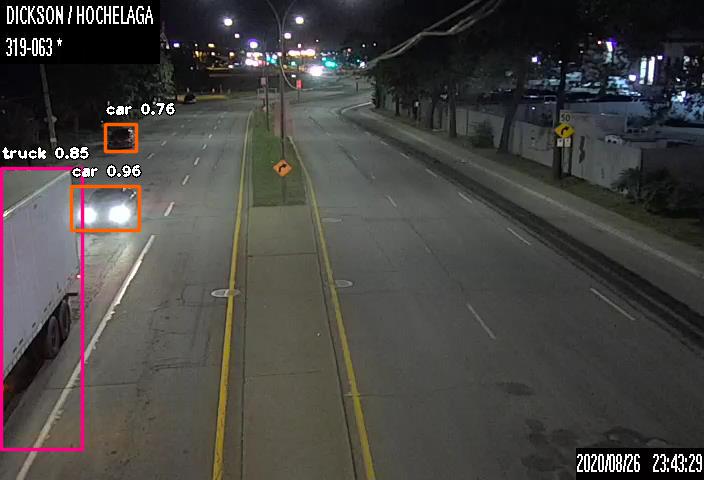 DICKSON / HOCHELAGA
319-063 *
car 0.76
truck 0.85
car 0.96
50
2020/08/26 23:43:29